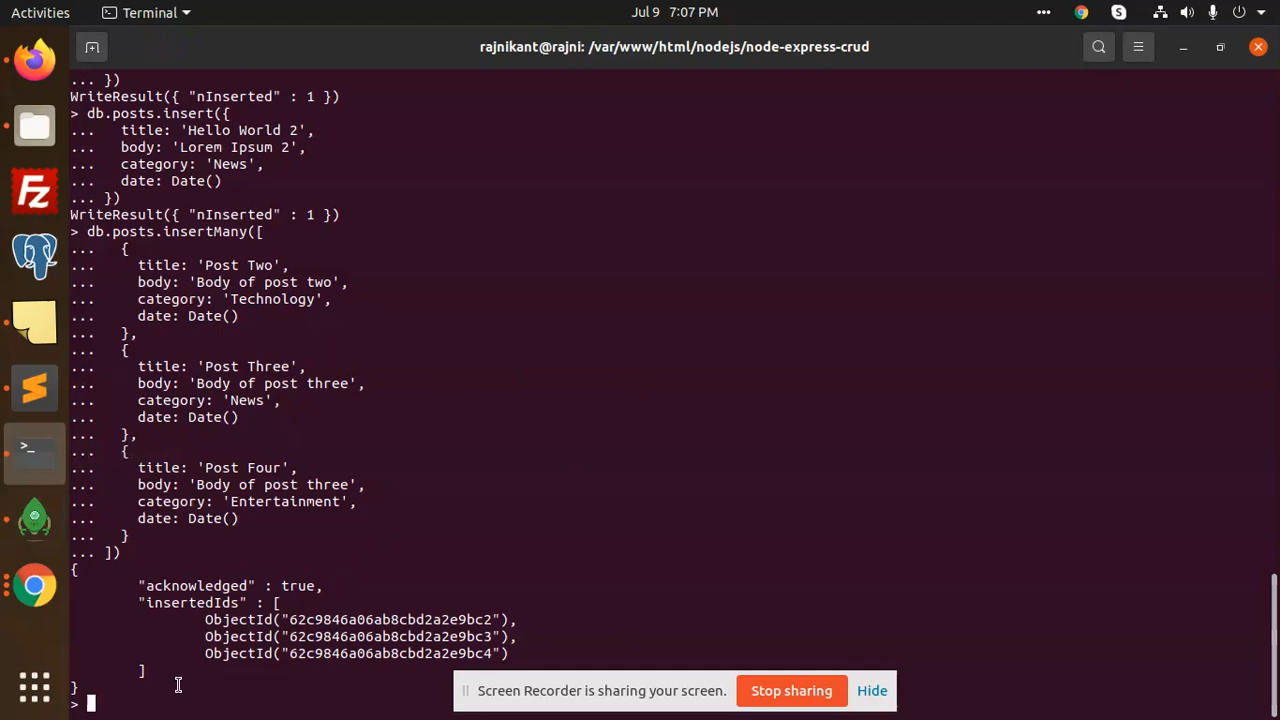 Activities
Terminal
Jul 9 7:07 PM
rajnikant@rajni: /var/www/html/nodejs/node-express-crud
... })
WriteResult({ "nInserted" : 1 })
> db.posts.insert({
...   title: 'Hello World 2',
...   body: 'Lorem Ipsum 2',
...   category: 'News',
...   date: Date()
... })
WriteResult({ "nInserted" : 1 })
> db.posts.insertMany([
...   {
...     title: 'Post Two',
...     body: 'Body of post two',
...     category: 'Technology',
...     date: Date()
...   },
...   {
...     title: 'Post Three',
...     body: 'Body of post three',
...     category: 'News',
...     date: Date()
...   },
...   {
...     title: 'Post Four',
...     body: 'Body of post three',
...     category: 'Entertainment',
...     date: Date()
...   }
... ])
{
        "acknowledged" : true,
        "insertedIds" : [
                ObjectId("62c9846a06ab8cbd2a2e9bc2"),
                ObjectId("62c9846a06ab8cbd2a2e9bc3"),
                ObjectId("62c9846a06ab8cbd2a2e9bc4")
        ]
}
>
Screen Recorder is sharing your screen.
Stop sharing
Hide